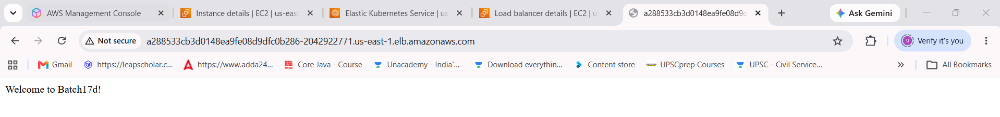 AWS Management Console
Instance details | EC2 | us-east
Elastic Kubernetes Service | us
Load balancer details | EC2 | u
a288533cb3d0148ea9fe08d9d
Ask Gemini
Not secure
a288533cb3d0148ea9fe08d9dfc0b286-2042922771.us-east-1.elb.amazonaws.com
g
Verify it's you
Gmail
https://leapscholar.c...
https://www.adda24...
Core Java - Course
Unacademy - India'...
Download everythin...
Content store
UPSCprep Courses
UPSC - Civil Service...
All Bookmarks
Welcome to Batch17d!